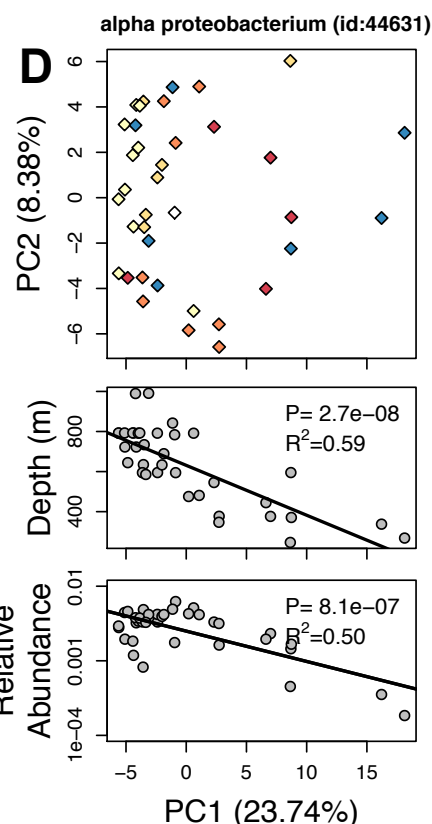 alpha proteobacterium (id:44631)
D
PC2 (8.38%)
6
4
2
0
−2
−4
−6
Depth (m)
800
400
P= 2.7e−08
R²=0.59
Relative
Abundance
0.01
0.001
1e−04
P= 8.1e−07
R²=0.50
−5 0 5 10 15
PC1 (23.74%)